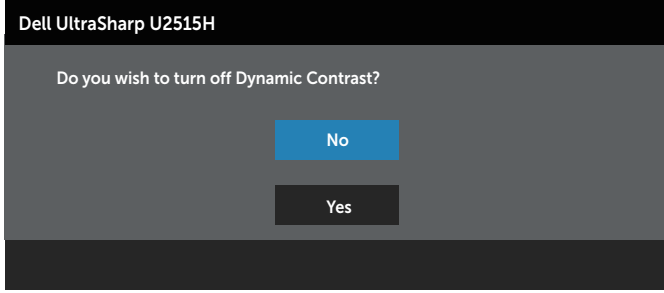 Dell UltraSharp U2515H
Do you wish to turn off Dynamic Contrast?
No
Yes